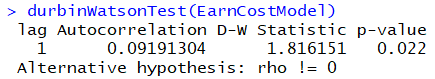 > durbinWatsonTest(EarnCostModel)
lag Autocorrelation D-W Statistic p-value
1 0.09191304 1.816151 0.022
Alternative hypothesis: rho != 0